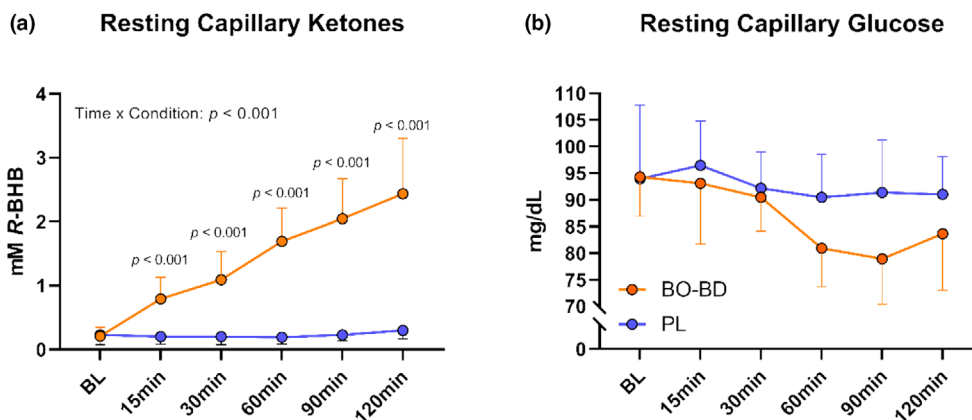 (a) Resting Capillary Ketones
mM R-BHB
4
3
2
1
0
Time x Condition: p < 0.001
p < 0.001
p < 0.001
p < 0.001
p < 0.001
p < 0.001
BL
15min
30min
60min
90min
120min
(b) Resting Capillary Glucose
mg/dL
110
105
100
95
90
85
80
75
70
0
BO-BD
PL
BL
15min
30min
60min
90min
120min